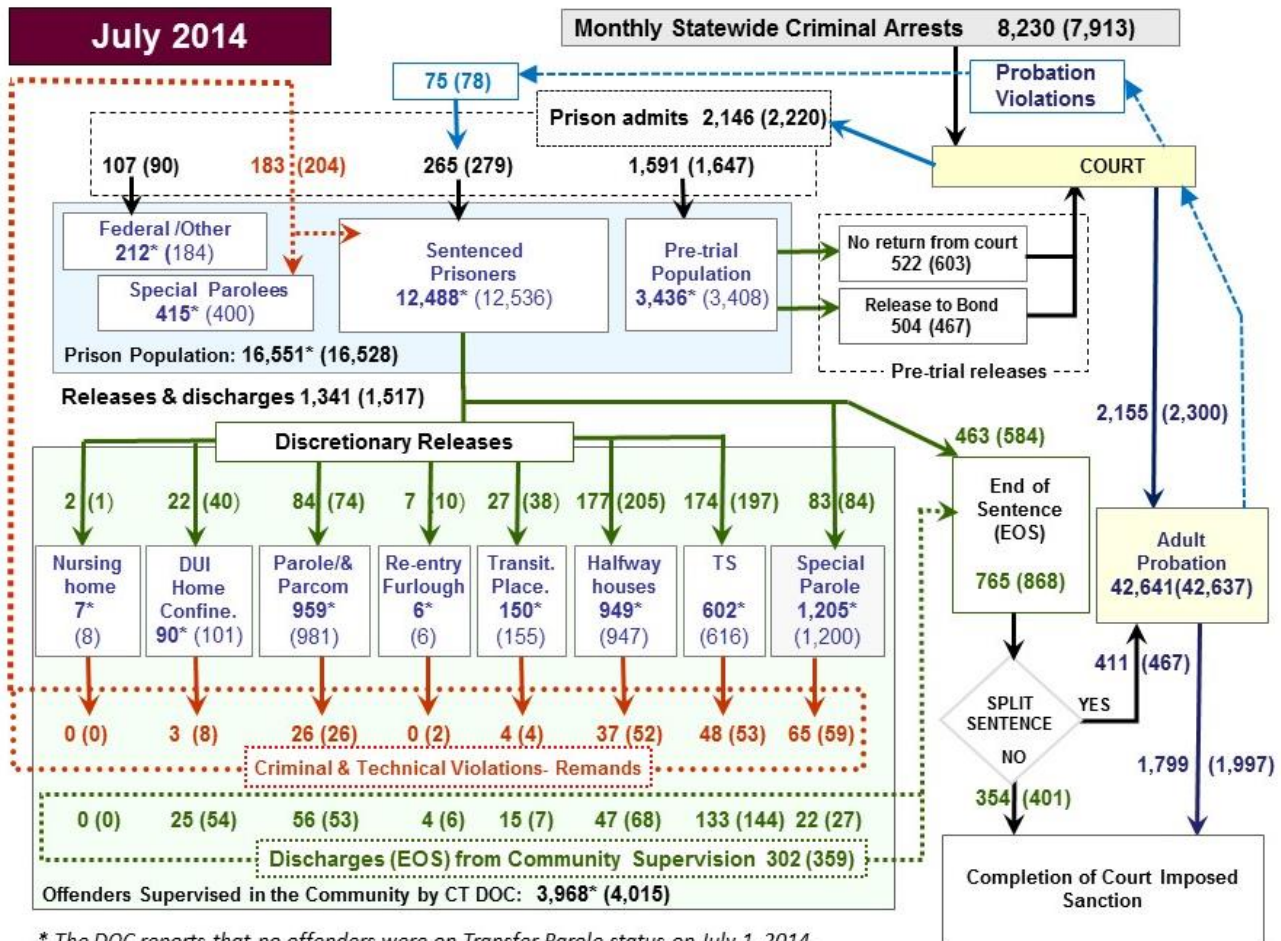 July 2014
Monthly Statewide Criminal Arrests 8,230 (7,913)
75 (78)
Probation
Violations
Prison admits 2,146 (2,220)
107 (90)
183 (204)
265 (279)
1,591 (1,647)
COURT
Federal /Other
212* (184)
Special Parolees
415* (400)
Sentenced
Prisoners
12,488* (12,536)
Pre-trial
Population
3,436* (3,408)
No return from court
522 (603)
Release to Bond
504 (467)
Prison Population: 16,551* (16,528)
Pre-trial releases
Releases & discharges 1,341 (1,517)
2,155 (2,300)
Discretionary Releases
463 (584)
2 (1)
22 (40)
84 (74)
7 (10)
27 (38)
177 (205)
174 (197)
83 (84)
Nursing
home
7*
(8)
DUI
Home
Confine.
90* (101)
Parole/&
Parcom
959*
(981)
Re-entry
Furlough
6*
(6)
Transit.
Place.
150*
(155)
Halfway
houses
949*
(947)
TS
602*
(616)
Special
Parole
1,205*
(1,200)
End of
Sentence
(EOS)
765 (868)
Adult
Probation
42,641(42,637)
411 (467)
SPLIT
SENTENCE
YES
NO
0 (0)
3 (8)
26 (26)
0 (2)
4 (4)
37 (52)
48 (53)
65 (59)
Criminal & Technical Violations- Remands
1,799 (1,997)
354 (401)
0 (0)
25 (54)
56 (53)
4 (6)
15 (7)
47 (68)
133 (144)
22 (27)
Discharges (EOS) from Community Supervision 302 (359)
Offenders Supervised in the Community by CT DOC: 3,968* (4,015)
Completion of Court Imposed
Sanction
* The DOC reports that no offenders were on Transfer Parole status on July 1, 2014